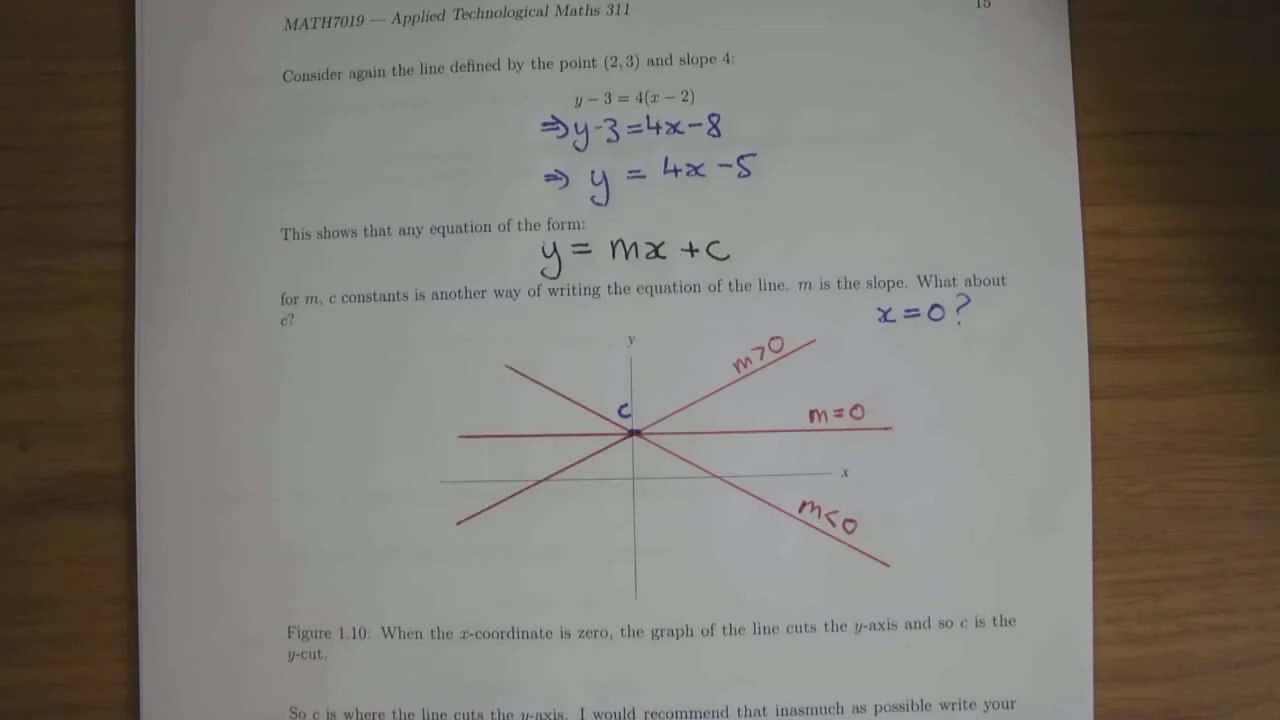 MATH7019 — Applied Technological Maths 311
15
Consider again the line defined by the point (2, 3) and slope 4:
y − 3 = 4(x − 2)
⇒ y - 3 = 4x - 8
⇒ y = 4x - 5
This shows that any equation of the form:
y = mx + c
for m, c constants is another way of writing the equation of the line. m is the slope. What about
c?
x = 0?
y
m>0
c
m=0
x
m<0
Figure 1.10: When the x-coordinate is zero, the graph of the line cuts the y-axis and so c is the
y-cut.
So c is where the line cuts the y-axis. I would recommend that inasmuch as possible write your